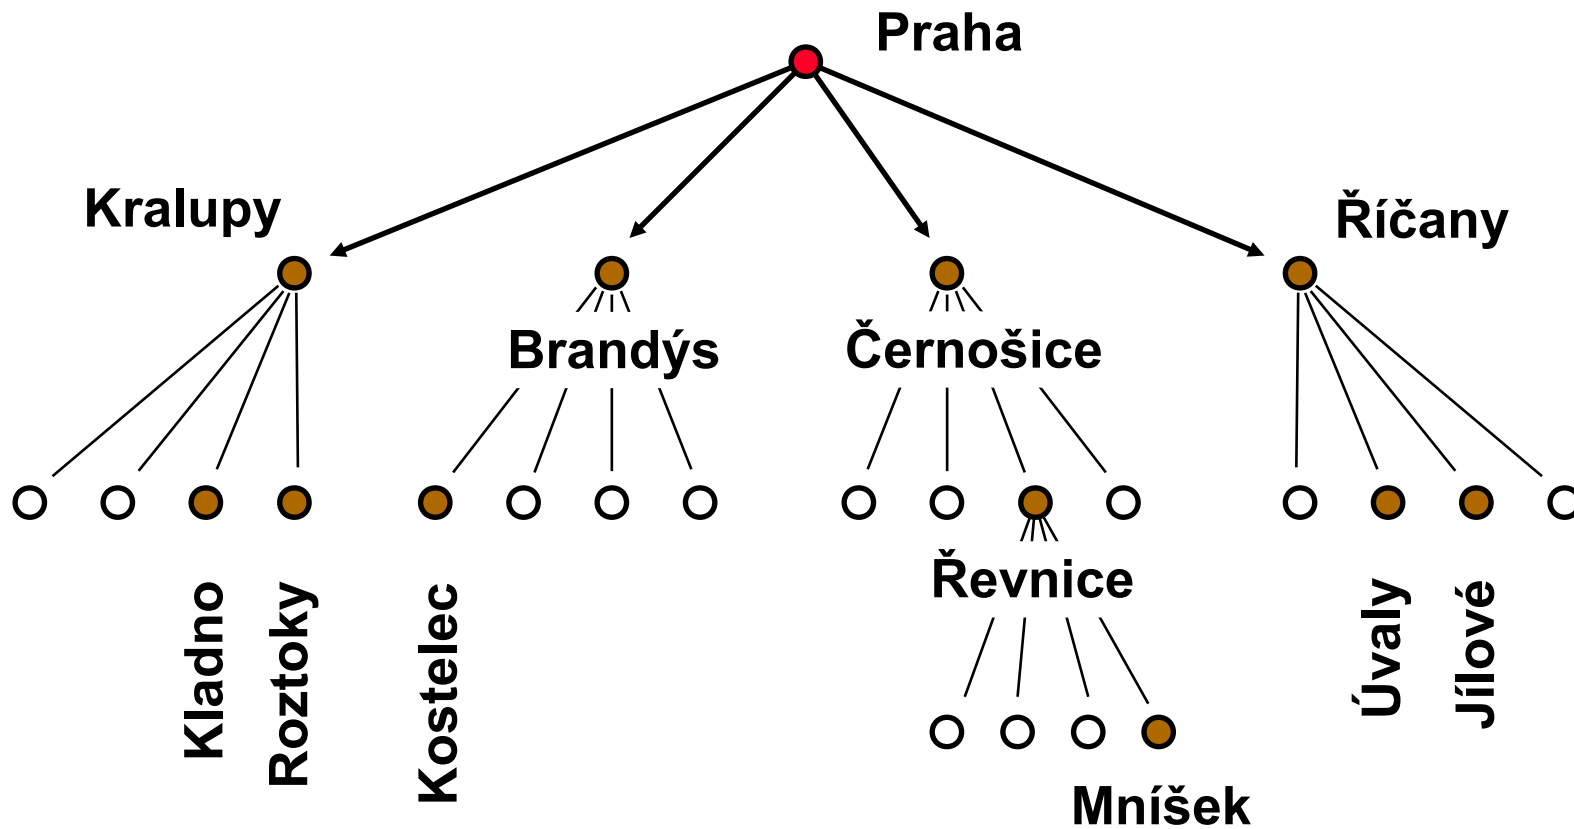 Praha
Kralupy
Říčany
Brandýs
Černošice
Řevnice
Kladno
Roztoky
Kostelec
Úvaly
Jílové
Mníšek